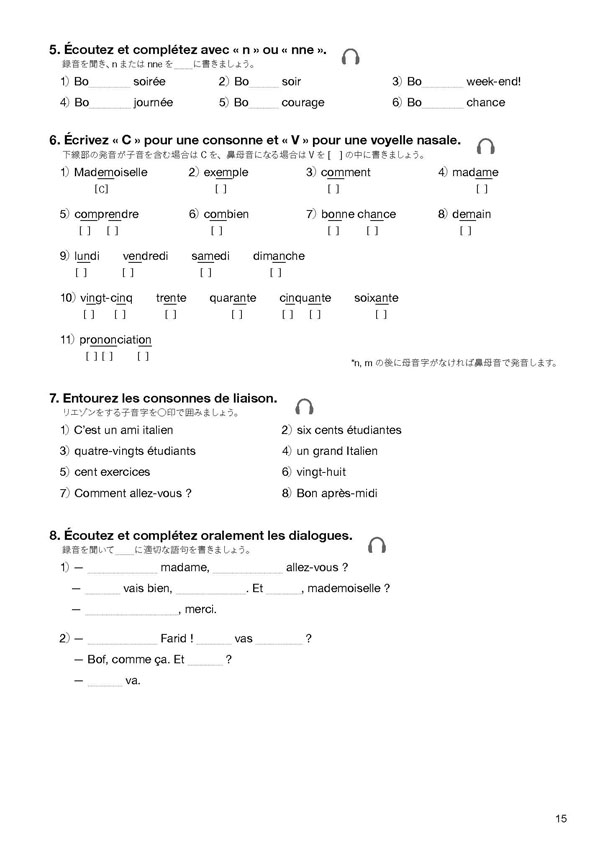 5. Écoutez et complétez avec « n » ou « nne ».
録音を聞き、n または nne を____に書きましょう。
1) Bo________ soirée 2) Bo________ soir 3) Bo________ week-end!
4) Bo________ journée 5) Bo________ courage 6) Bo________ chance
6. Écrivez « C » pour une consonne et « V » pour une voyelle nasale.
下線部の発音が子音を含む場合は C を、鼻母音になる場合は V を [ ] の中に書きましょう。
1) Mademoiselle 2) exemple 3) comment 4) madame
[C] [ ] [ ] [ ]
5) comprendre 6) combien 7) bonne chance 8) demain
[ ] [ ] [ ] [ ] [ ] [ ]
9) lundi vendredi samedi dimanche
[ ] [ ] [ ] [ ]
10) vingt-cinq trente quarante cinquante soixante
[ ] [ ] [ ] [ ] [ ] [ ] [ ]
11) prononciation
[ ] [ ] [ ]
*n, m の後に母音字がなければ鼻母音で発音します。
7. Entourez les consonnes de liaison.
リエゾンをする子音字を○印で囲みましょう。
1) C'est un ami italien 2) six cents étudiantes
3) quatre-vingts étudiants 4) un grand Italien
5) cent exercices 6) vingt-huit
7) Comment allez-vous ? 8) Bon après-midi
8. Écoutez et complétez oralement les dialogues.
録音を聞いて____に適切な語句を書きましょう。
1) — ____________ madame, ____________ allez-vous ?
— ______ vais bien, ____________. Et ______, mademoiselle ?
— ________________, merci.
2) — ____________ Farid ! ______ vas ________ ?
— Bof, comme ça. Et ______ ?
— ______ va.
15